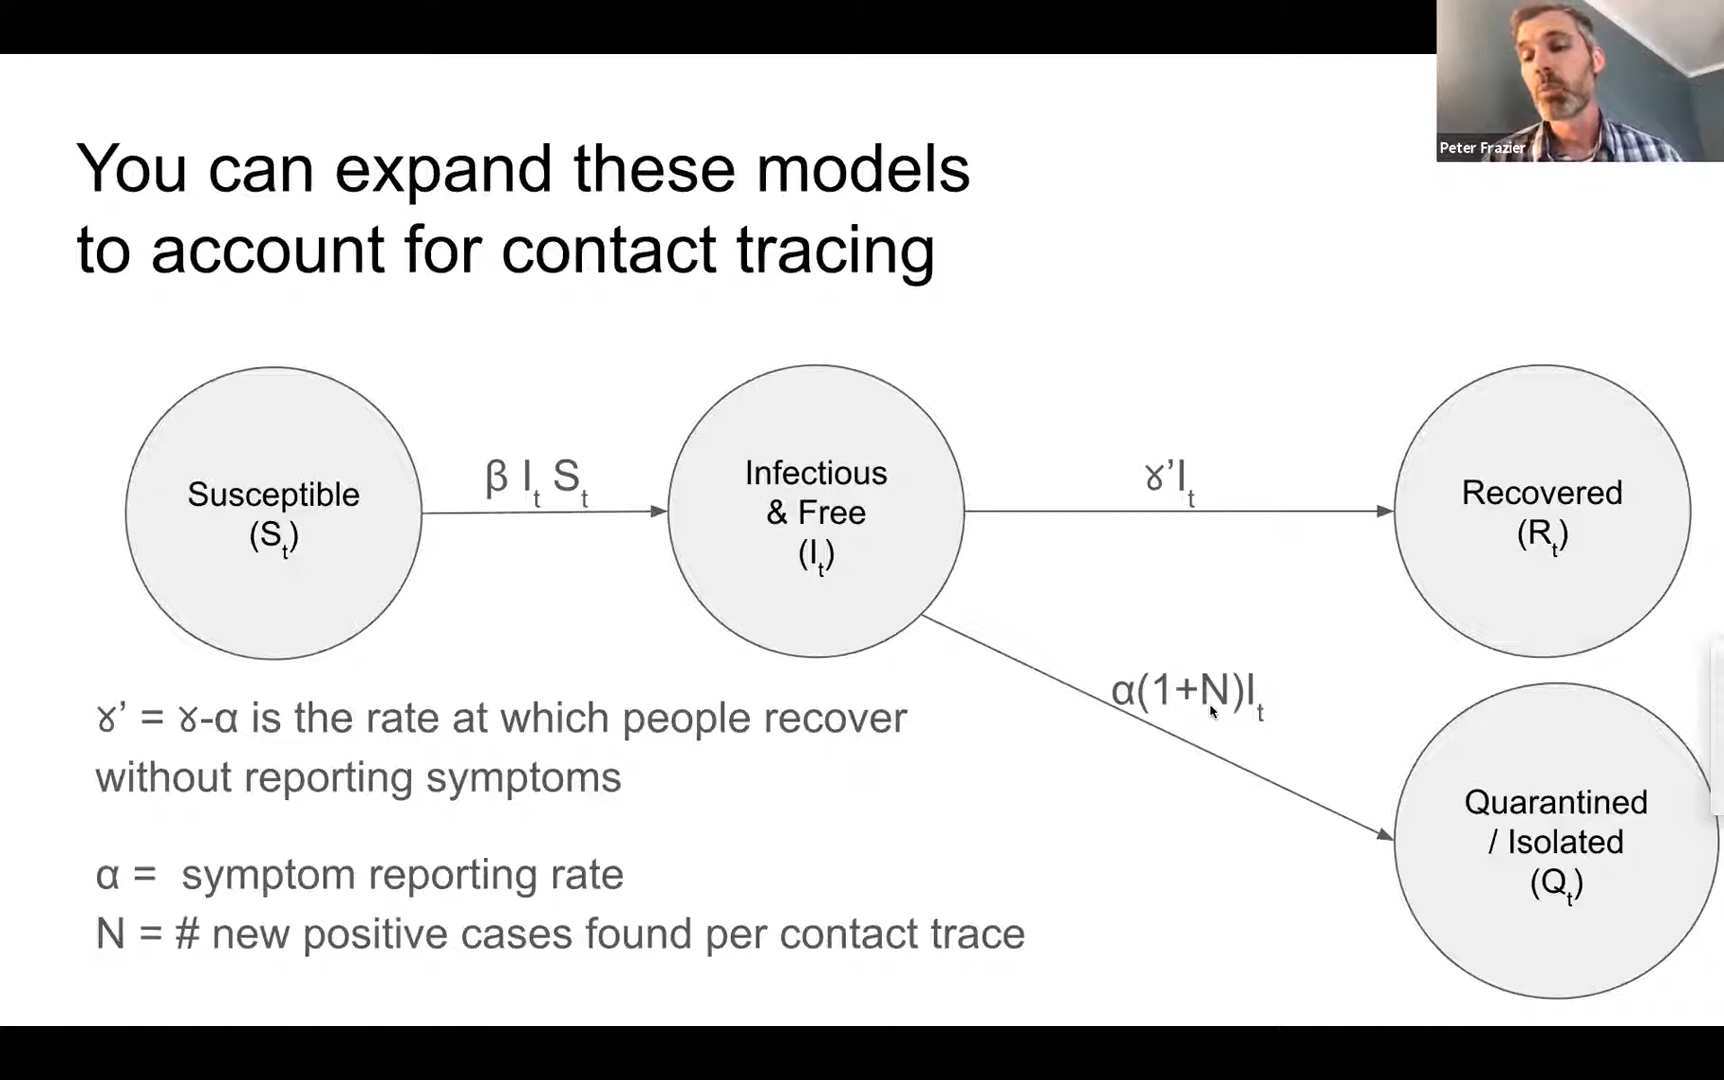 Peter Frazier
You can expand these models
to account for contact tracing
Susceptible
(Sₜ)
β Iₜ Sₜ
Infectious
& Free
(Iₜ)
ɤ’Iₜ
Recovered
(Rₜ)
α(1+N)Iₜ
Quarantined
/ Isolated
(Qₜ)
ɤ’ = ɤ-α is the rate at which people recover
without reporting symptoms
α = symptom reporting rate
N = # new positive cases found per contact trace